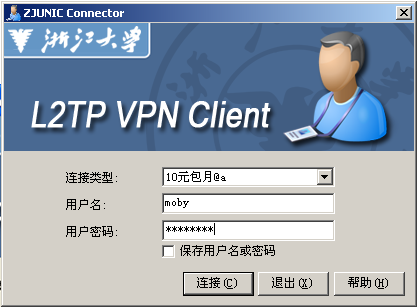 ZJUNIC Connector
浙江大学
L2TP VPN Client
连接类型:
10元包月@a
用户名:
moby
用户密码:
********
保存用户名或密码
连接(C)
退出(X)
帮助(H)